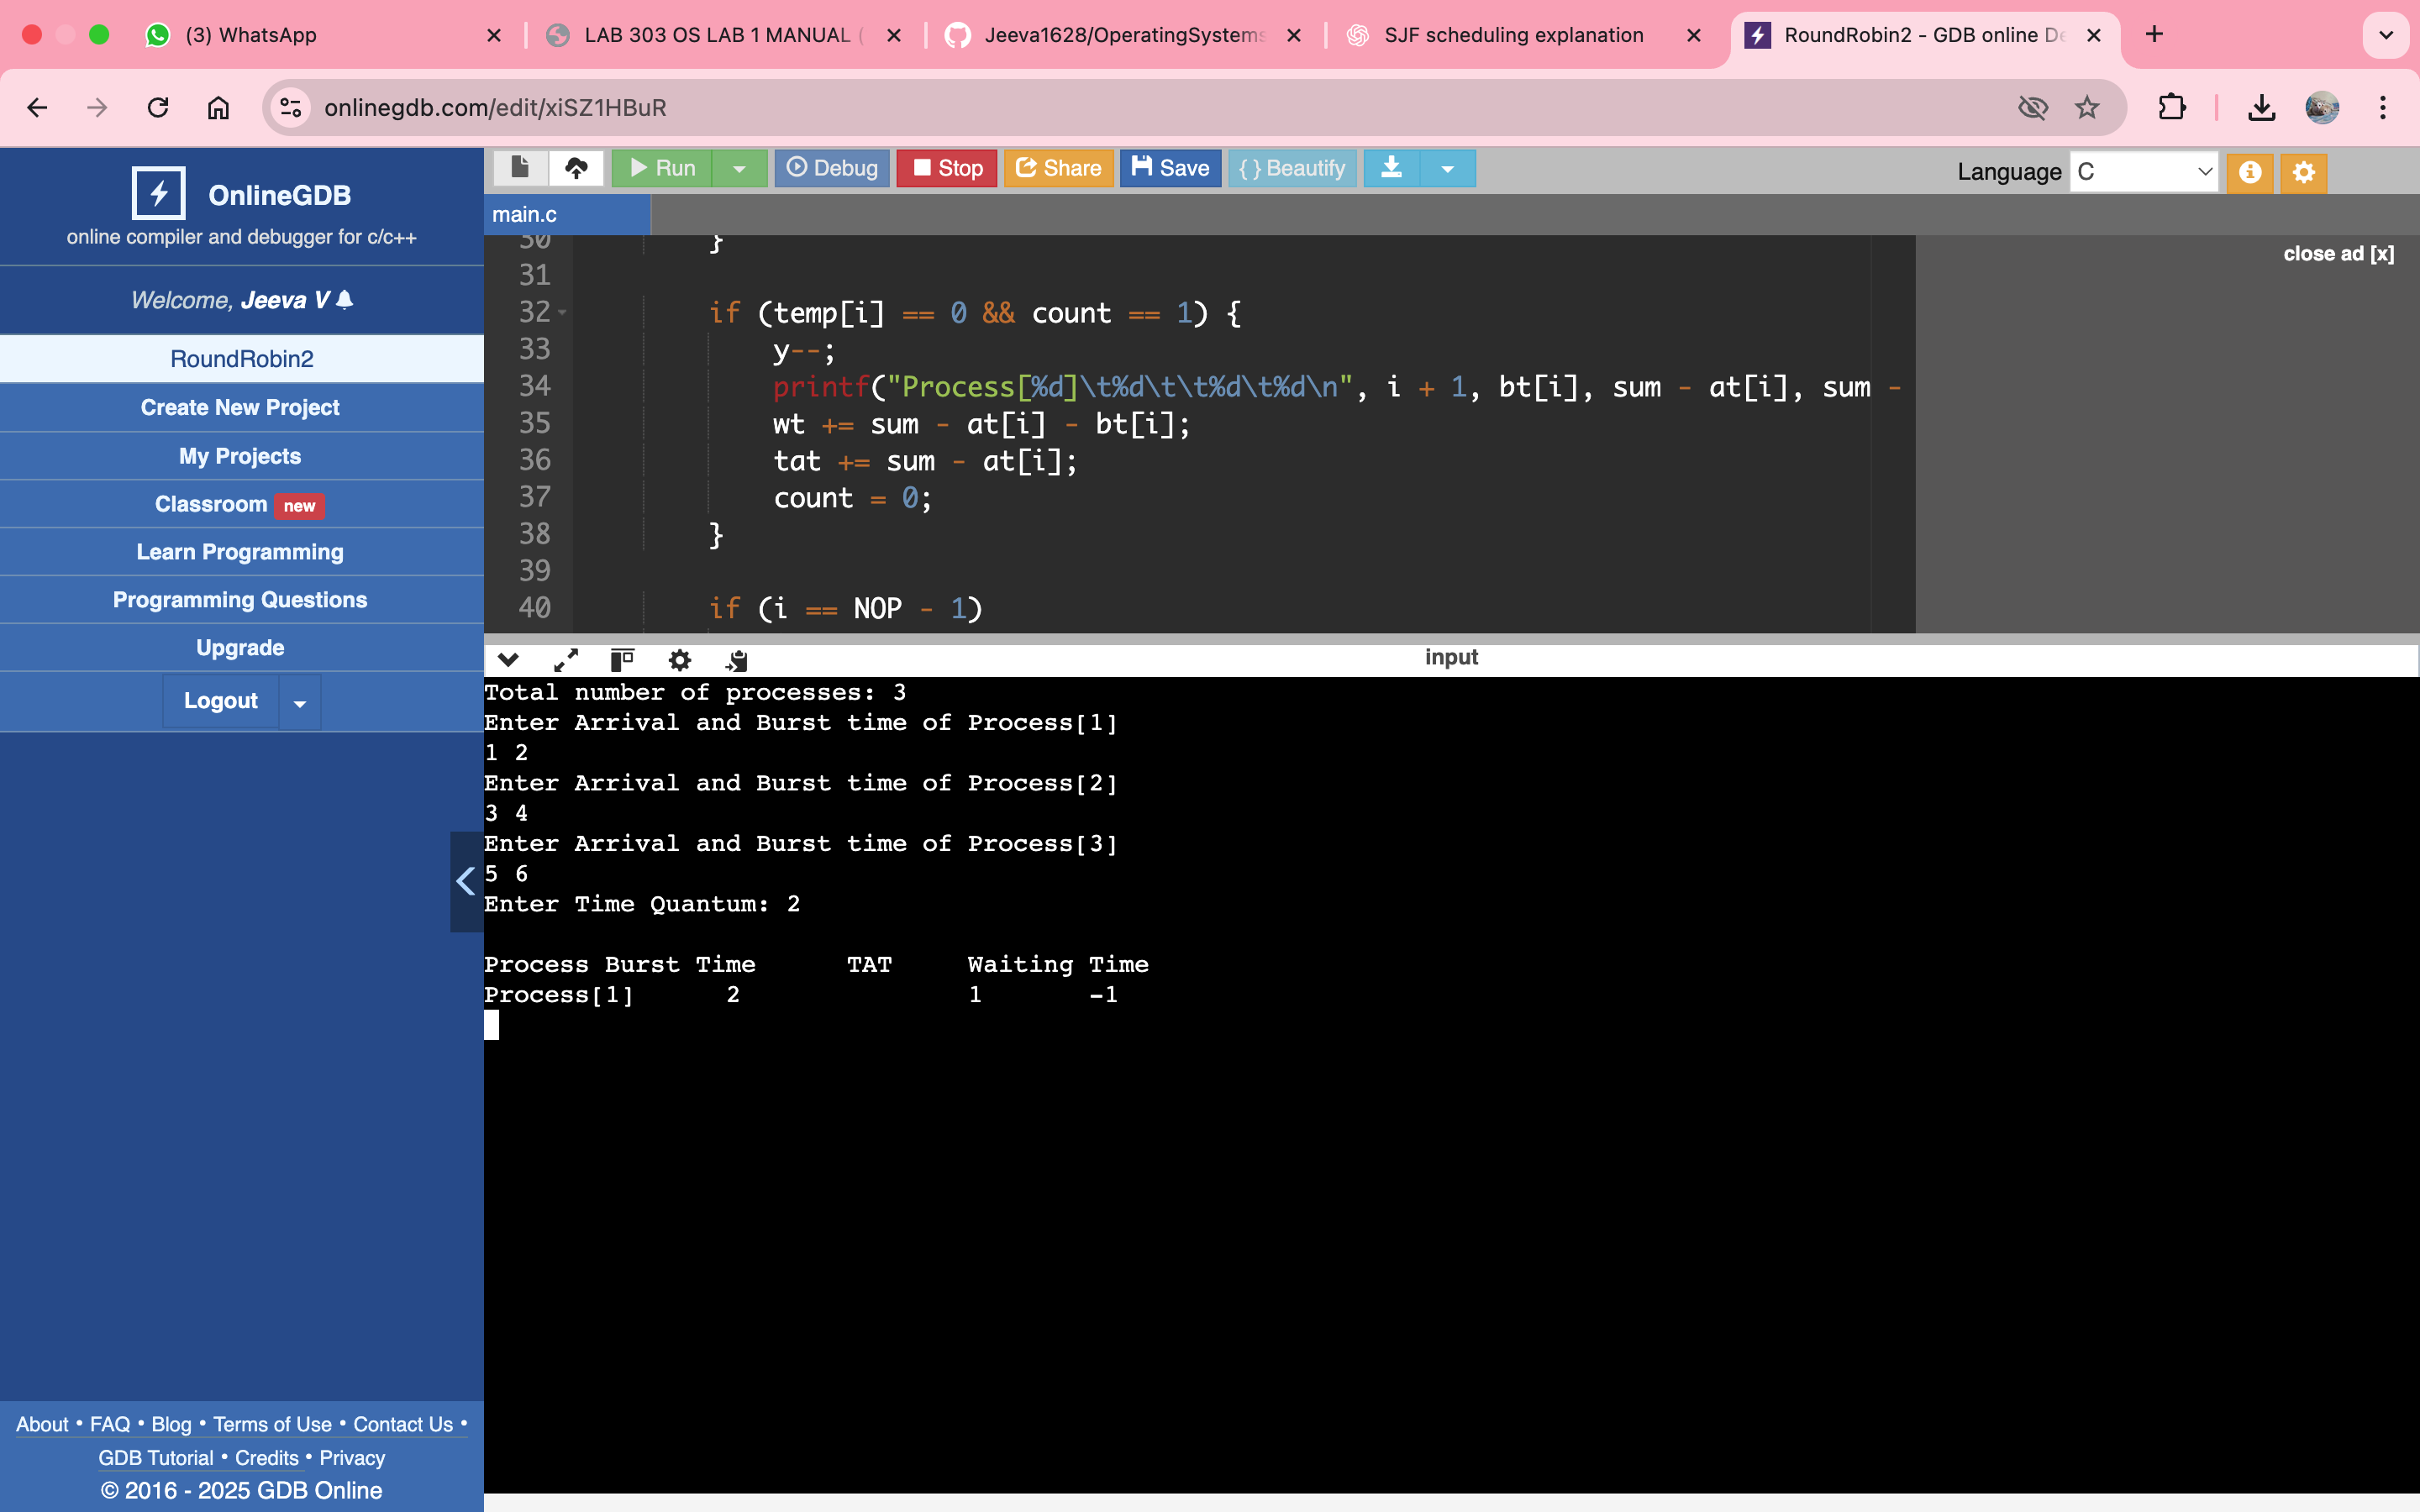 (3) WhatsApp
LAB 303 OS LAB 1 MANUAL (
Jeeva1628/OperatingSystems
SJF scheduling explanation
RoundRobin2 - GDB online De
onlinegdb.com/edit/xiSZ1HBuR
OnlineGDB
online compiler and debugger for c/c++
Welcome, Jeeva V
RoundRobin2
Create New Project
My Projects
Classroom new
Learn Programming
Programming Questions
Upgrade
Logout
About • FAQ • Blog • Terms of Use • Contact Us •
GDB Tutorial • Credits • Privacy
© 2016 - 2025 GDB Online
Run Debug Stop Share Save {} Beautify
Language C
main.c
close ad [x]
30 }
31
32 if (temp[i] == 0 && count == 1) {
33 y--;
34 printf("Process[%d]\t%d\t\t%d\t%d\n", i + 1, bt[i], sum - at[i], sum -
35 wt += sum - at[i] - bt[i];
36 tat += sum - at[i];
37 count = 0;
38 }
39
40 if (i == NOP - 1)
input
Total number of processes: 3
Enter Arrival and Burst time of Process[1]
1 2
Enter Arrival and Burst time of Process[2]
3 4
Enter Arrival and Burst time of Process[3]
5 6
Enter Time Quantum: 2
Process Burst Time TAT Waiting Time
Process[1] 2 1 -1